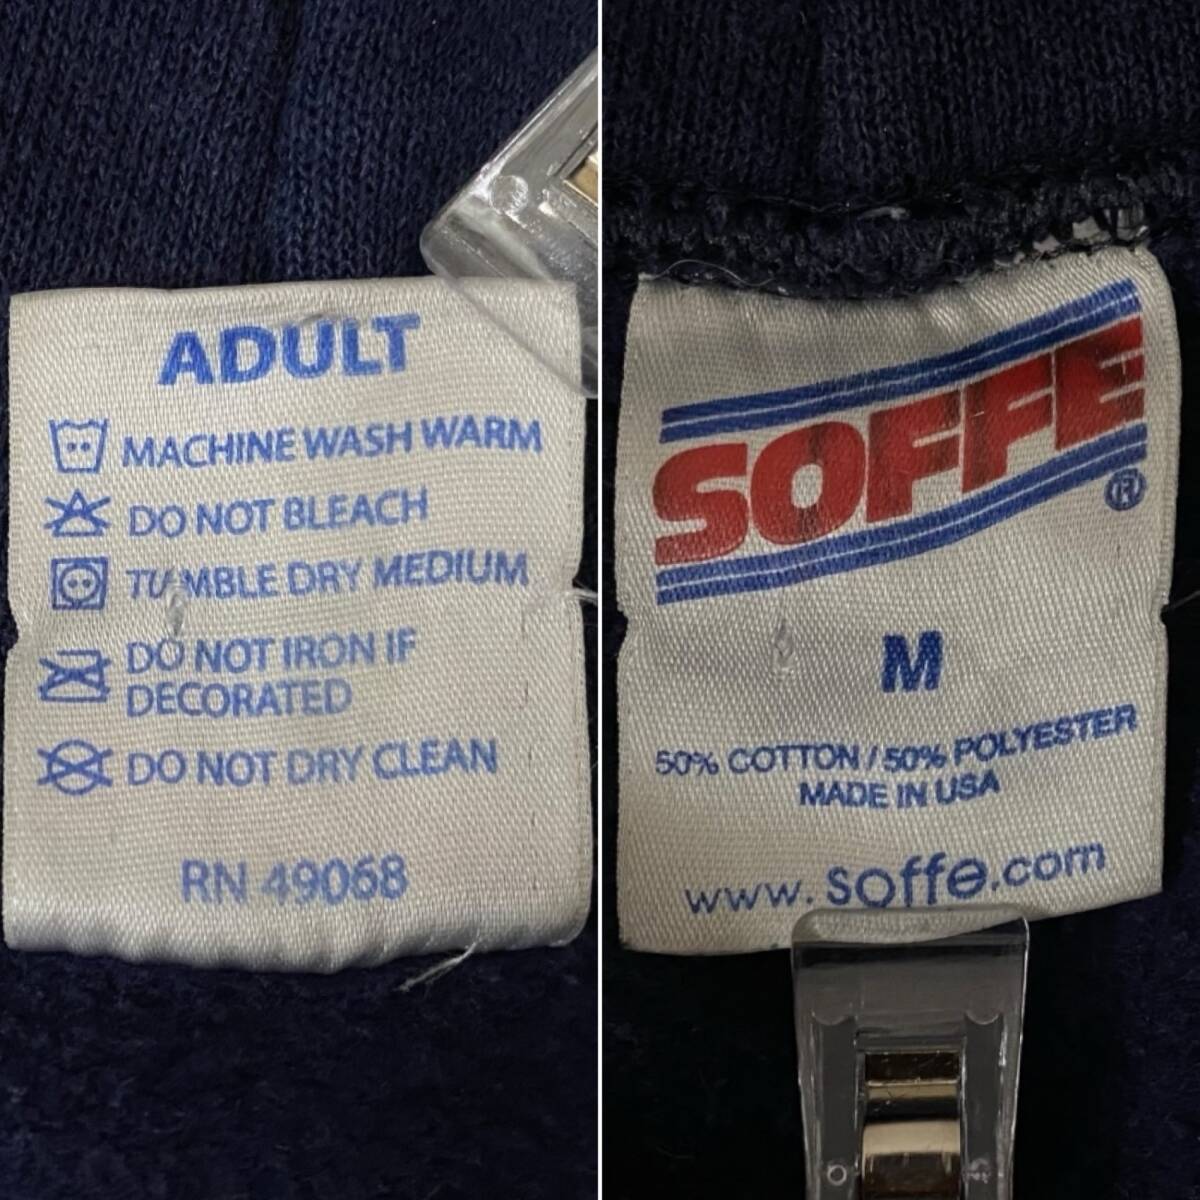 ADULT
MACHINE WASH WARM
DO NOT BLEACH
TUMBLE DRY MEDIUM
DO NOT IRON IF
DECORATED
DO NOT DRY CLEAN
RN 49068
SOFFE
®
M
50% COTTON / 50% POLYESTER
MADE IN USA
www.soffe.com